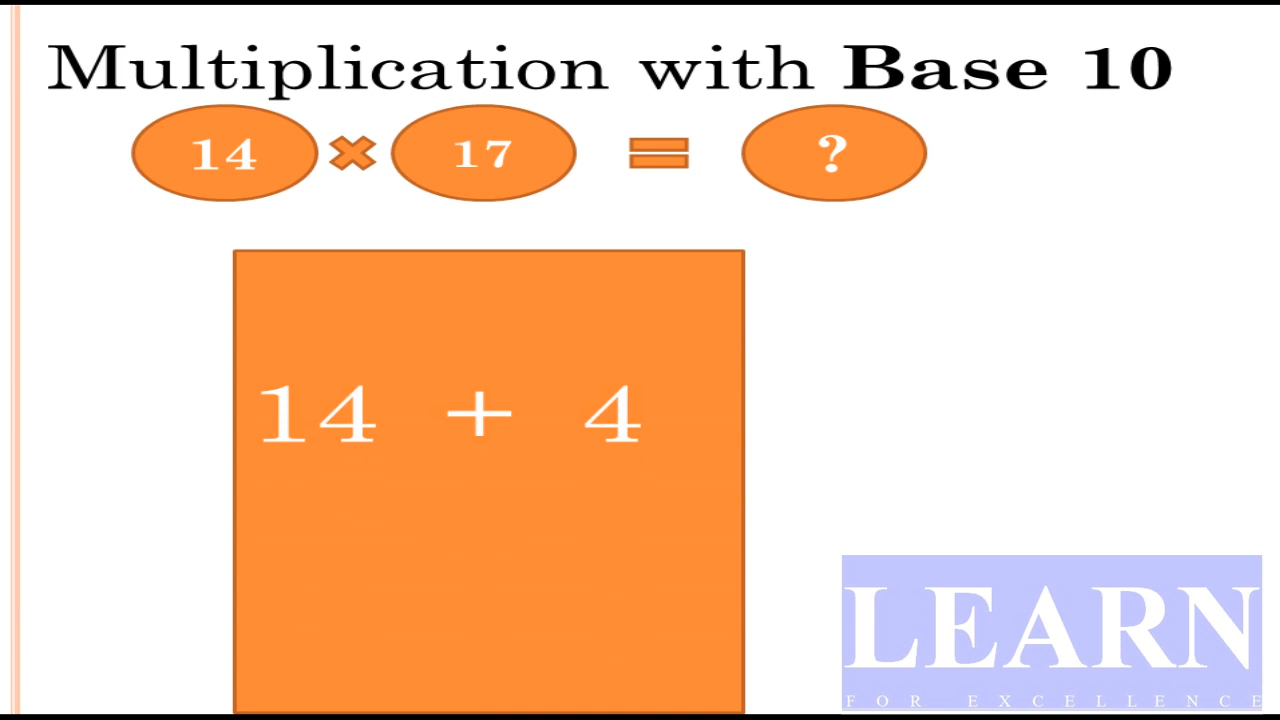 Multiplication with Base 10
14 × 17 = ?
14 + 4
LEARN
FOR EXCELLENCE